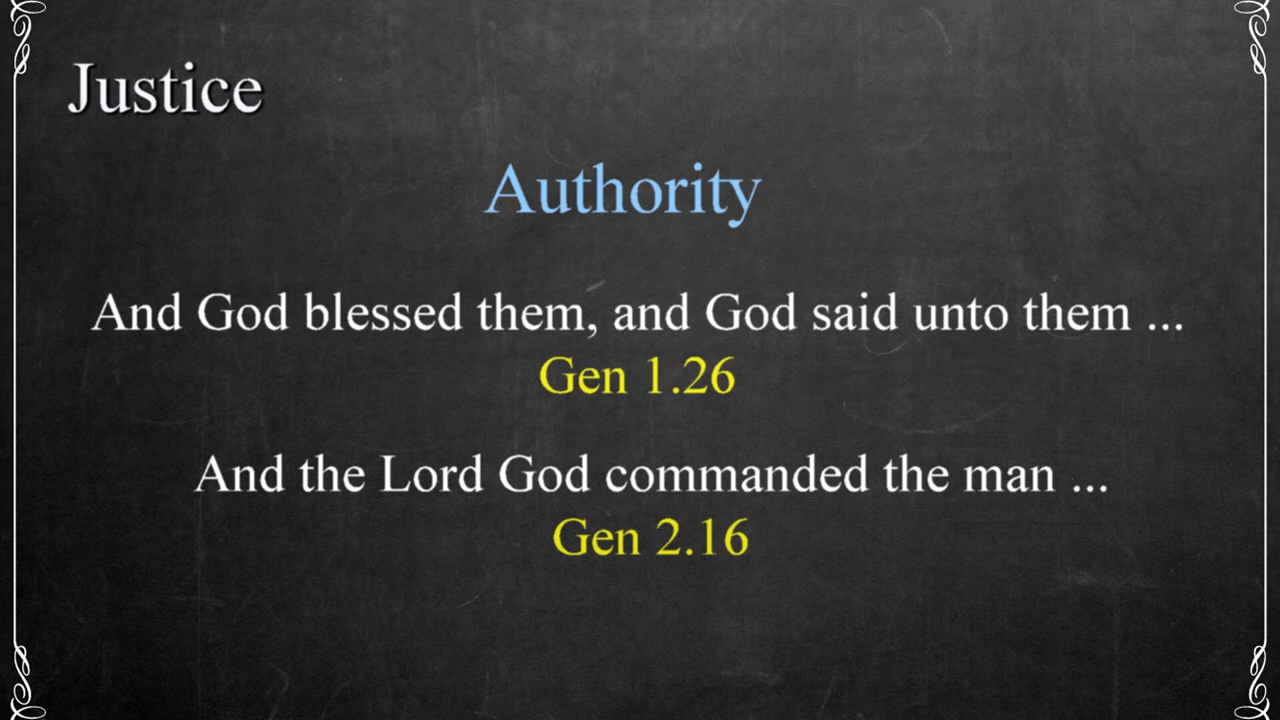 Justice
Authority
And God blessed them, and God said unto them ...
Gen 1.26
And the Lord God commanded the man ...
Gen 2.16